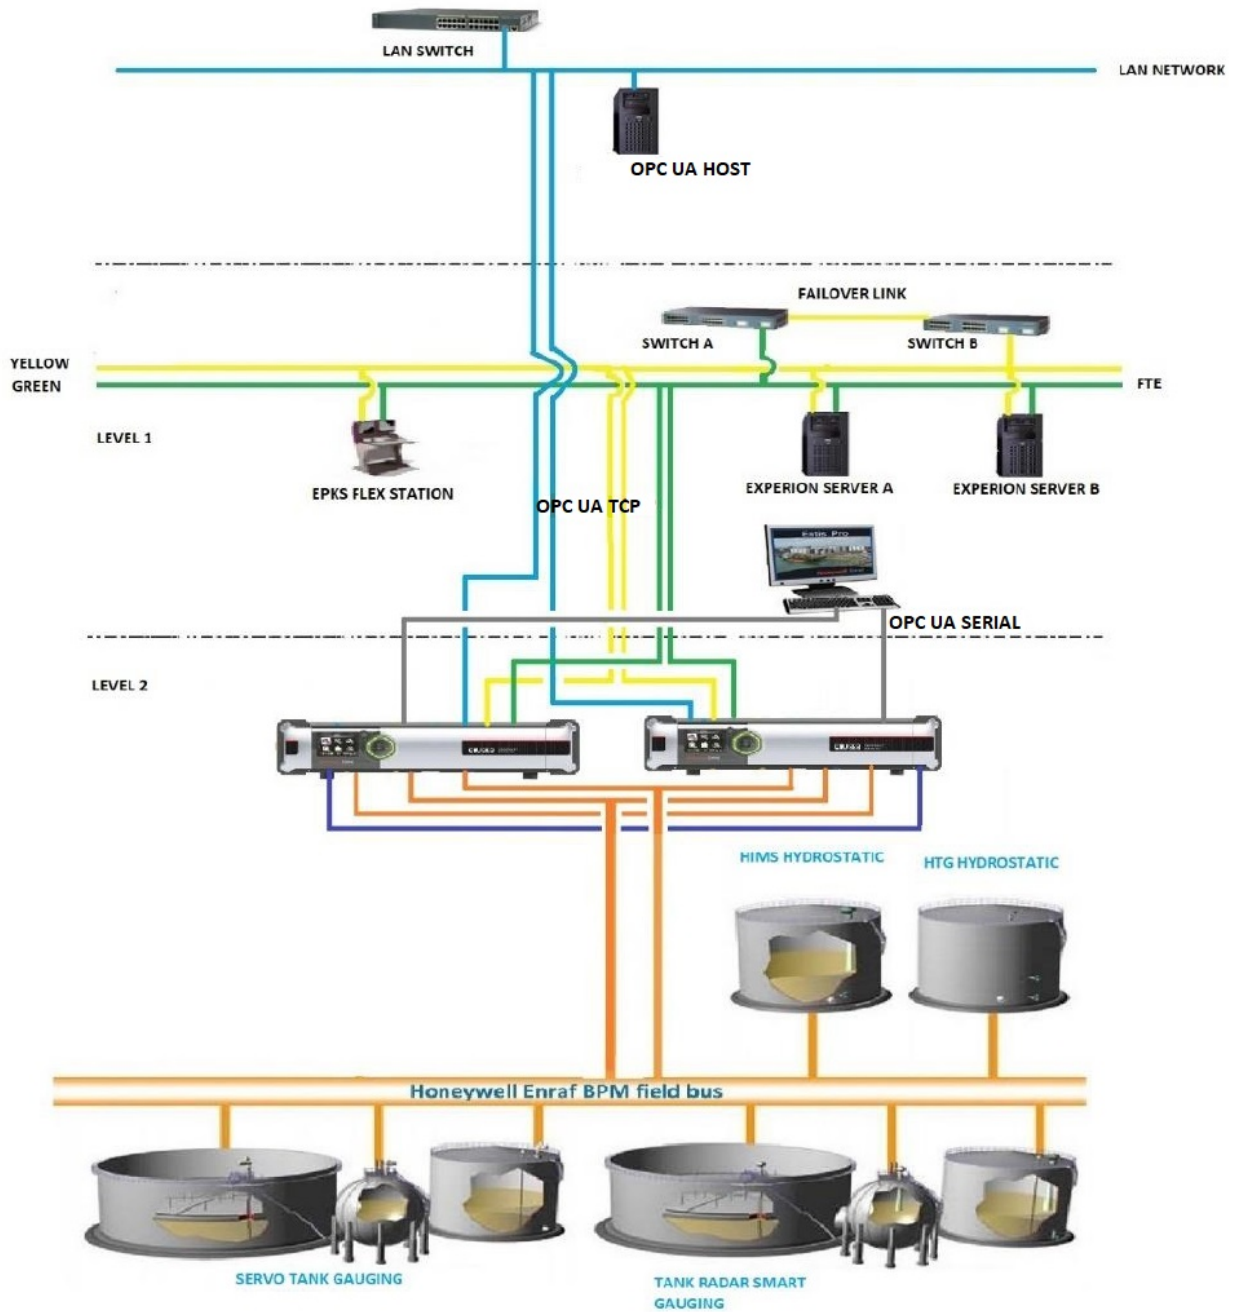 LAN SWITCH
LAN NETWORK
OPC UA HOST
FAILOVER LINK
SWITCH A
SWITCH B
YELLOW
GREEN
FTE
LEVEL 1
EPKS FLEX STATION
EXPERION SERVER A
EXPERION SERVER B
OPC UA TCP
Entis Pro
OPC UA SERIAL
LEVEL 2
HIMS HYDROSTATIC
HTG HYDROSTATIC
Honeywell Enraf BPM field bus
SERVO TANK GAUGING
TANK RADAR SMART
GAUGING